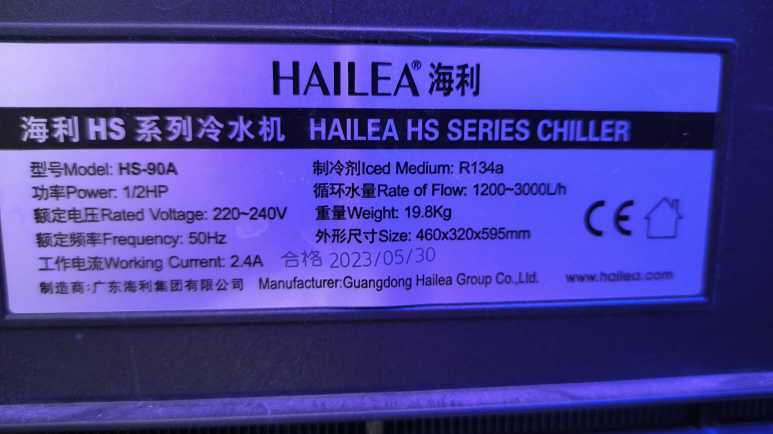 HAILEA® 海利
海利 HS 系列冷水机 HAILEA HS SERIES CHILLER
型号Model: HS-90A
功率Power: 1/2HP
额定电压Rated Voltage: 220~240V
额定频率Frequency: 50Hz
工作电流Working Current: 2.4A
制冷剂Iced Medium: R134a
循环水量Rate of Flow: 1200~3000L/h
重量Weight: 19.8Kg
外形尺寸Size: 460x320x595mm
合格 2023/05/30
CE
制造商:广东海利集团有限公司 Manufacturer:Guangdong Hailea Group Co.,Ltd. www.hailea.com